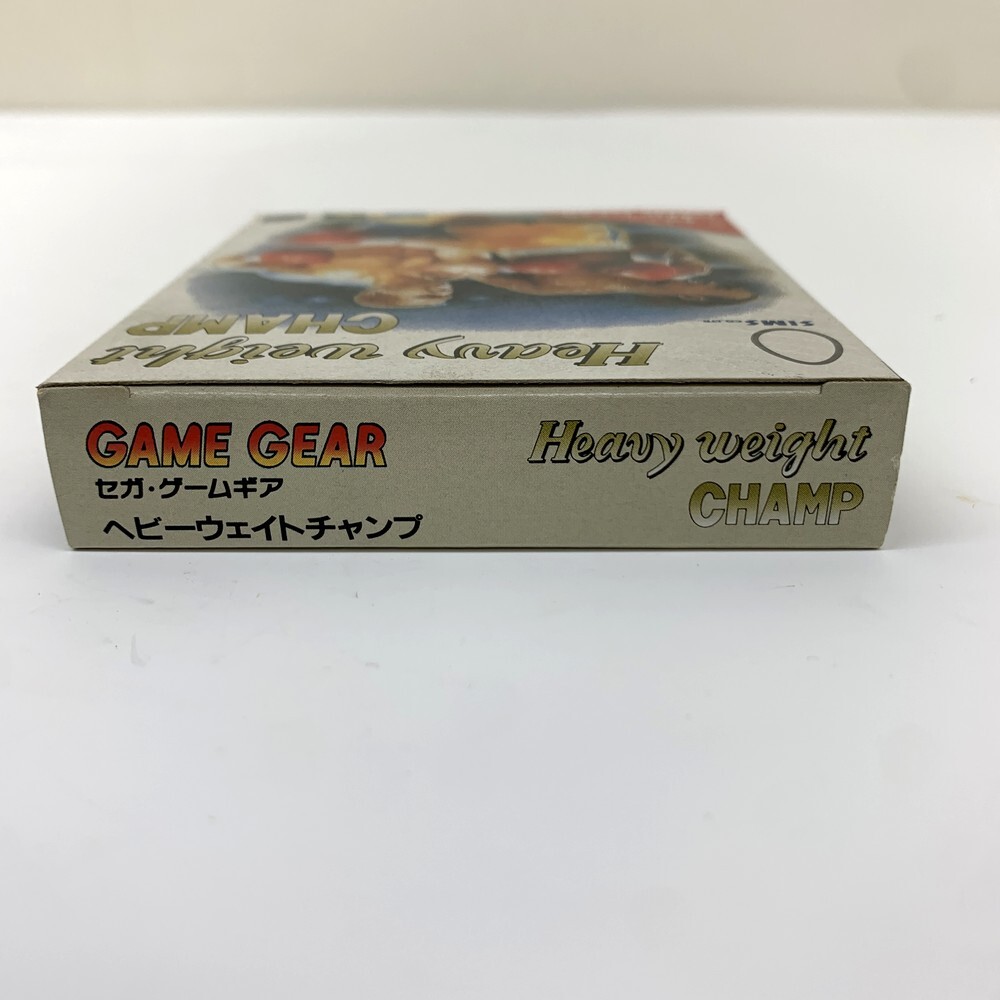 Heavy weight
CHAMP
SIMS
GAME GEAR
セガ・ゲームギア
ヘビーウェイトチャンプ
Heavy weight
CHAMP